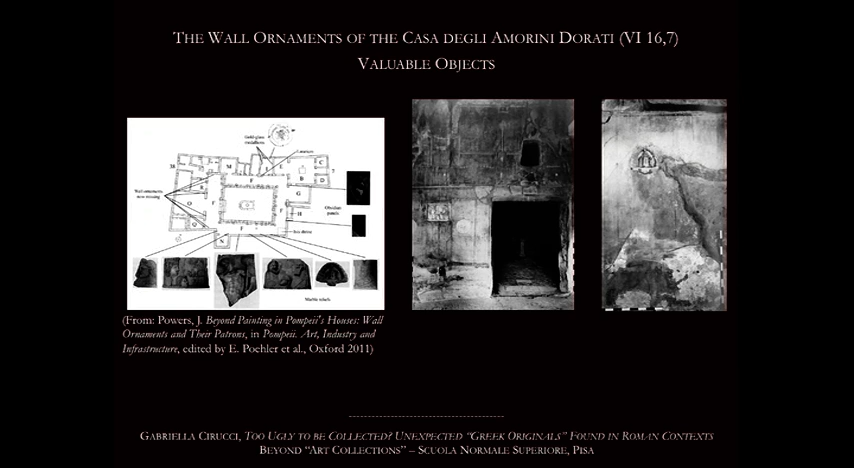 THE WALL ORNAMENTS OF THE CASA DEGLI AMORINI DORATI (VI 16,7)
VALUABLE OBJECTS
Gold-glass
medallions
Lararium
Wall ornaments
now missing
Obsidian
panels
Marble reliefs
(From: Powers, J. Beyond Painting in Pompeii's Houses: Wall
Ornaments and Their Patrons, in Pompeii. Art, Industry and
Infrastructure, edited by E. Poehler et al., Oxford 2011)
GABRIELLA CIRUCCI, TOO UGLY TO BE COLLECTED? UNEXPECTED “GREEK ORIGINALS” FOUND IN ROMAN CONTEXTS
BEYOND “ART COLLECTIONS” – SCUOLA NORMALE SUPERIORE, PISA